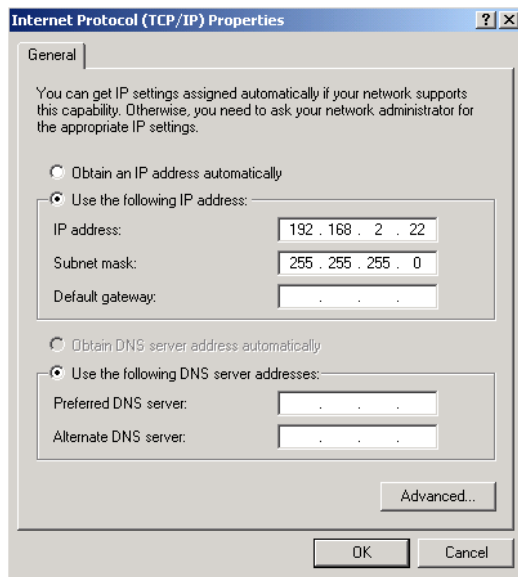 Internet Protocol (TCP/IP) Properties
General
You can get IP settings assigned automatically if your network supports
this capability. Otherwise, you need to ask your network administrator for
the appropriate IP settings.
Obtain an IP address automatically
Use the following IP address:
IP address: 192 . 168 . 2 . 22
Subnet mask: 255 . 255 . 255 . 0
Default gateway: . . .
Obtain DNS server address automatically
Use the following DNS server addresses:
Preferred DNS server: . . .
Alternate DNS server: . . .
Advanced...
OK Cancel